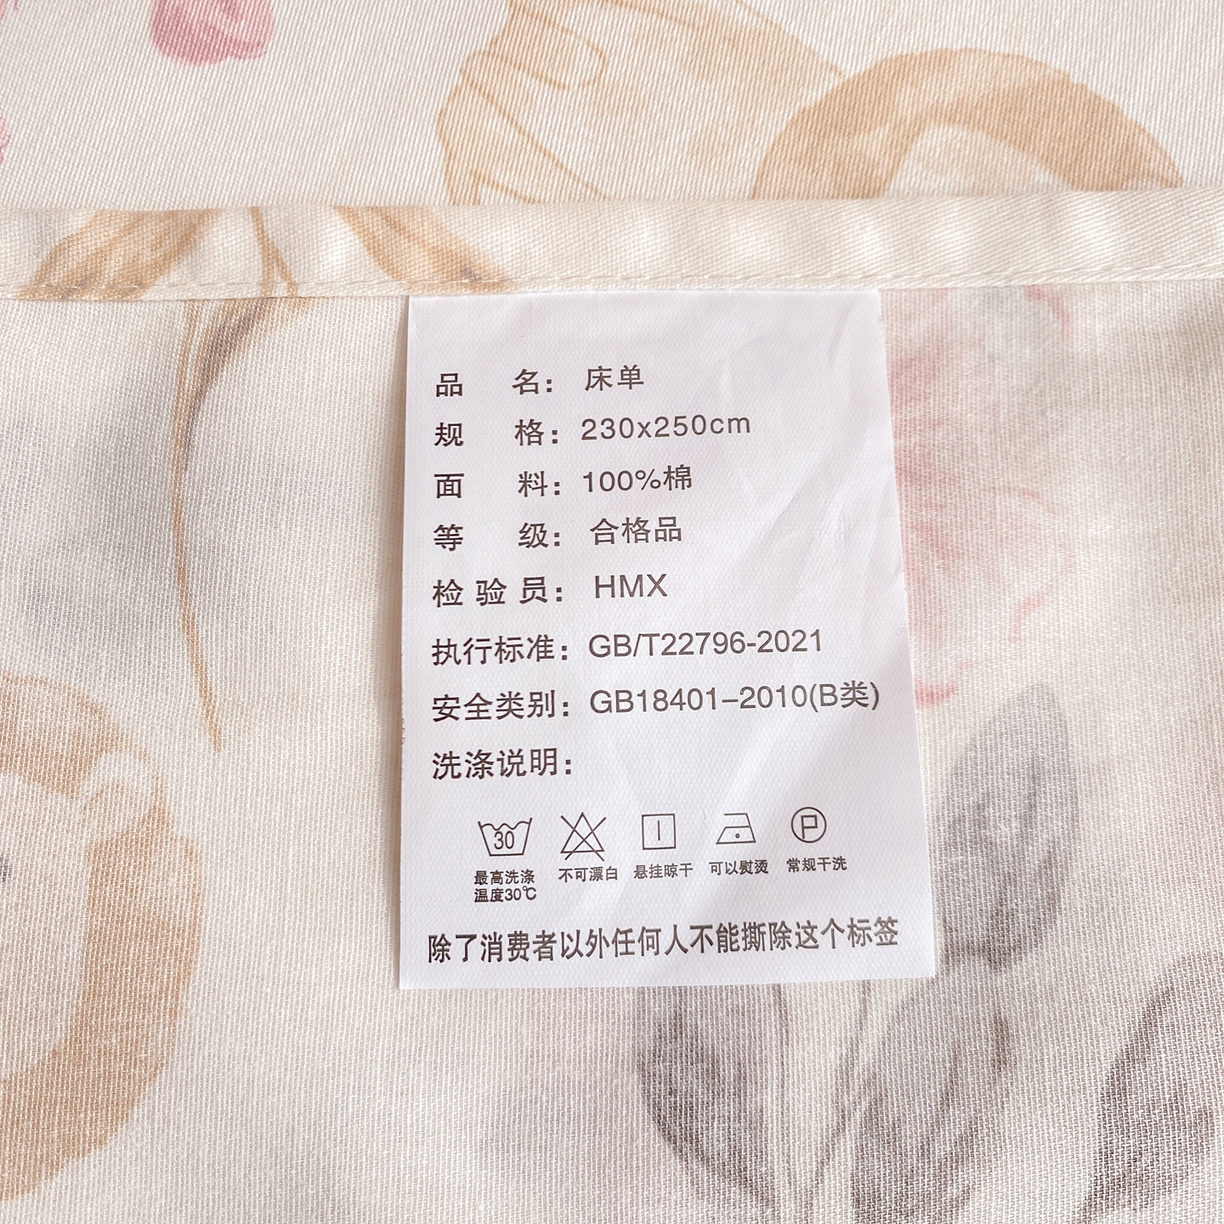 品 名：床单
规 格：230x250cm
面 料：100%棉
等 级：合格品
检 验 员：HMX
执行标准：GB/T22796-2021
安全类别：GB18401-2010(B类)
洗涤说明：
30 P
最高洗涤温度30℃ 不可漂白 悬挂晾干 可以熨烫 常规干洗
除了消费者以外任何人不能撕除这个标签